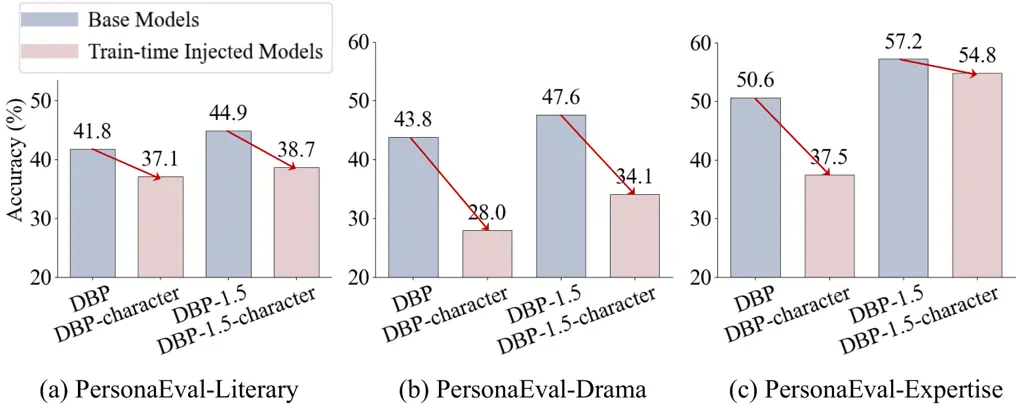 Base Models
Train-time Injected Models
Accuracy (%)
50
40
30
20
41.8
37.1
44.9
38.7
DBP
DBP-character
DBP-1.5
DBP-1.5-character
(a) PersonaEval-Literary
60
50
40
30
20
43.8
28.0
47.6
34.1
DBP
DBP-character
DBP-1.5
DBP-1.5-character
(b) PersonaEval-Drama
60
50
40
30
20
50.6
37.5
57.2
54.8
DBP
DBP-character
DBP-1.5
DBP-1.5-character
(c) PersonaEval-Expertise